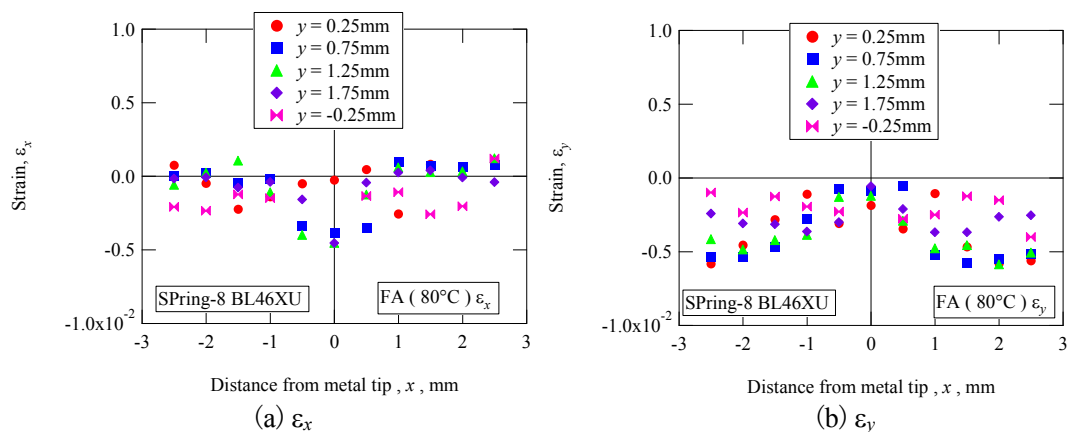 1.0
0.5
0.0
-0.5
-1.0x10⁻²
Strain, εₓ
y = 0.25mm
y = 0.75mm
y = 1.25mm
y = 1.75mm
y = -0.25mm
SPring-8 BL46XU
FA ( 80°C ) εₓ
-3 -2 -1 0 1 2 3
Distance from metal tip , x , mm
(a) εₓ
1.0
0.5
0.0
-0.5
-1.0x10⁻²
Strain, ε_y
y = 0.25mm
y = 0.75mm
y = 1.25mm
y = 1.75mm
y = -0.25mm
SPring-8 BL46XU
FA ( 80°C ) ε_y
-3 -2 -1 0 1 2 3
Distance from metal tip , x , mm
(b) ε_y